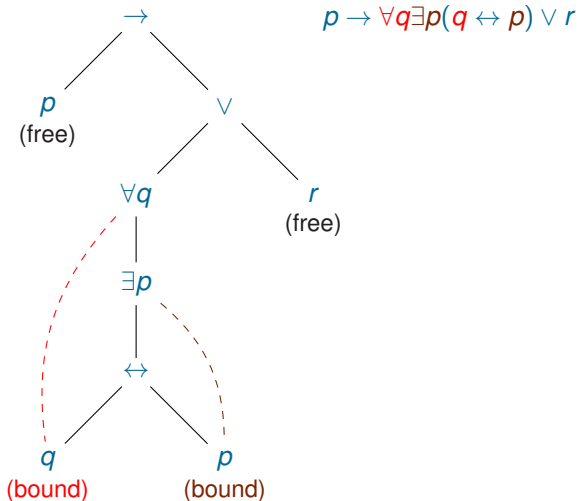 → p → ∀q∃p(q ↔ p) ∨ r
p ∨
(free)
∀q r
(free)
∃p
↔
q p
(bound) (bound)